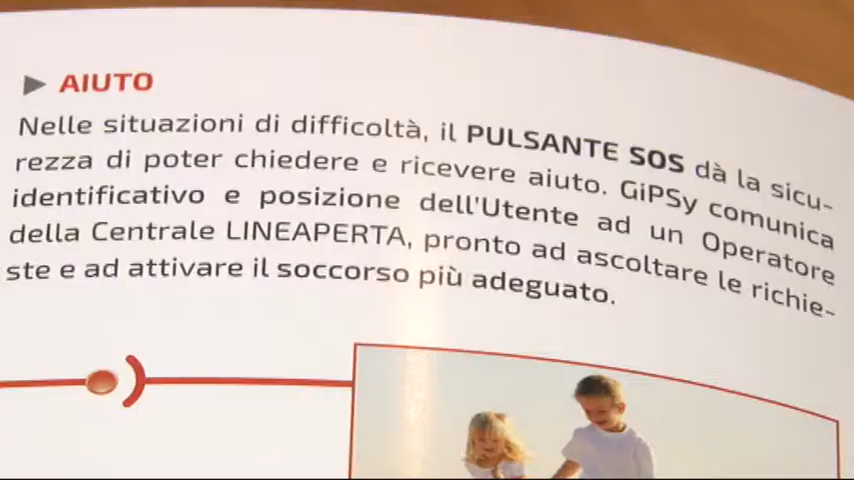 AIUTO
Nelle situazioni di difficoltà, il PULSANTE SOS dà la sicu-
rezza di poter chiedere e ricevere aiuto. GiPSy comunica
identificativo e posizione dell'Utente ad un Operatore
della Centrale LINEAPERTA, pronto ad ascoltare le richie-
ste e ad attivare il soccorso più adeguato.